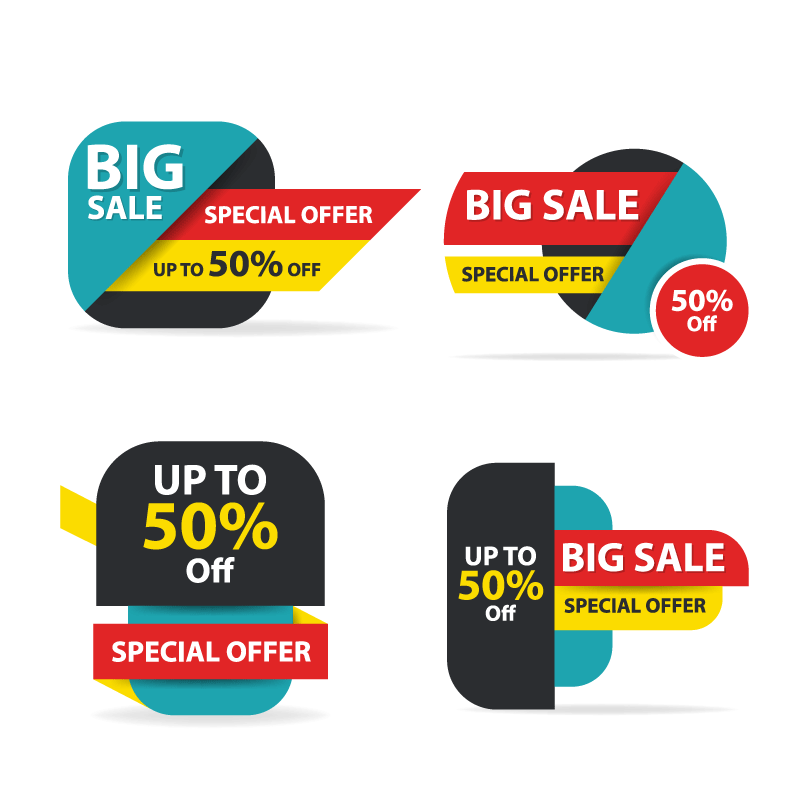 BIG
SALE
SPECIAL OFFER
UP TO 50% OFF
BIG SALE
SPECIAL OFFER
50%
Off
UP TO
50%
Off
SPECIAL OFFER
UP TO
50%
Off
BIG SALE
SPECIAL OFFER